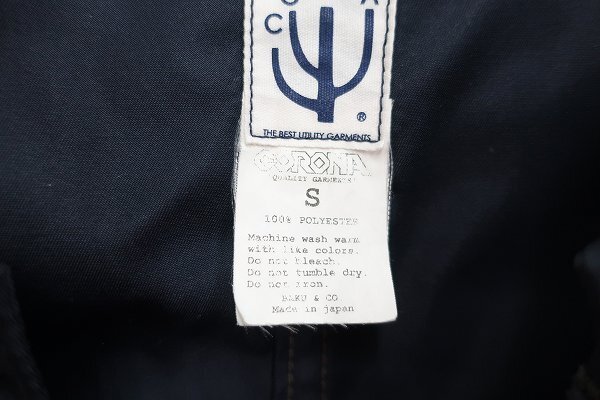 C O A
®
THE BEST UTILITY GARMENTS
CORONA
QUALITY GARMENTS
S
100% POLYESTER
Machine wash warm
with like colors.
Do not bleach.
Do not tumble dry.
Do not iron.
BAKU & CO
Made in japan